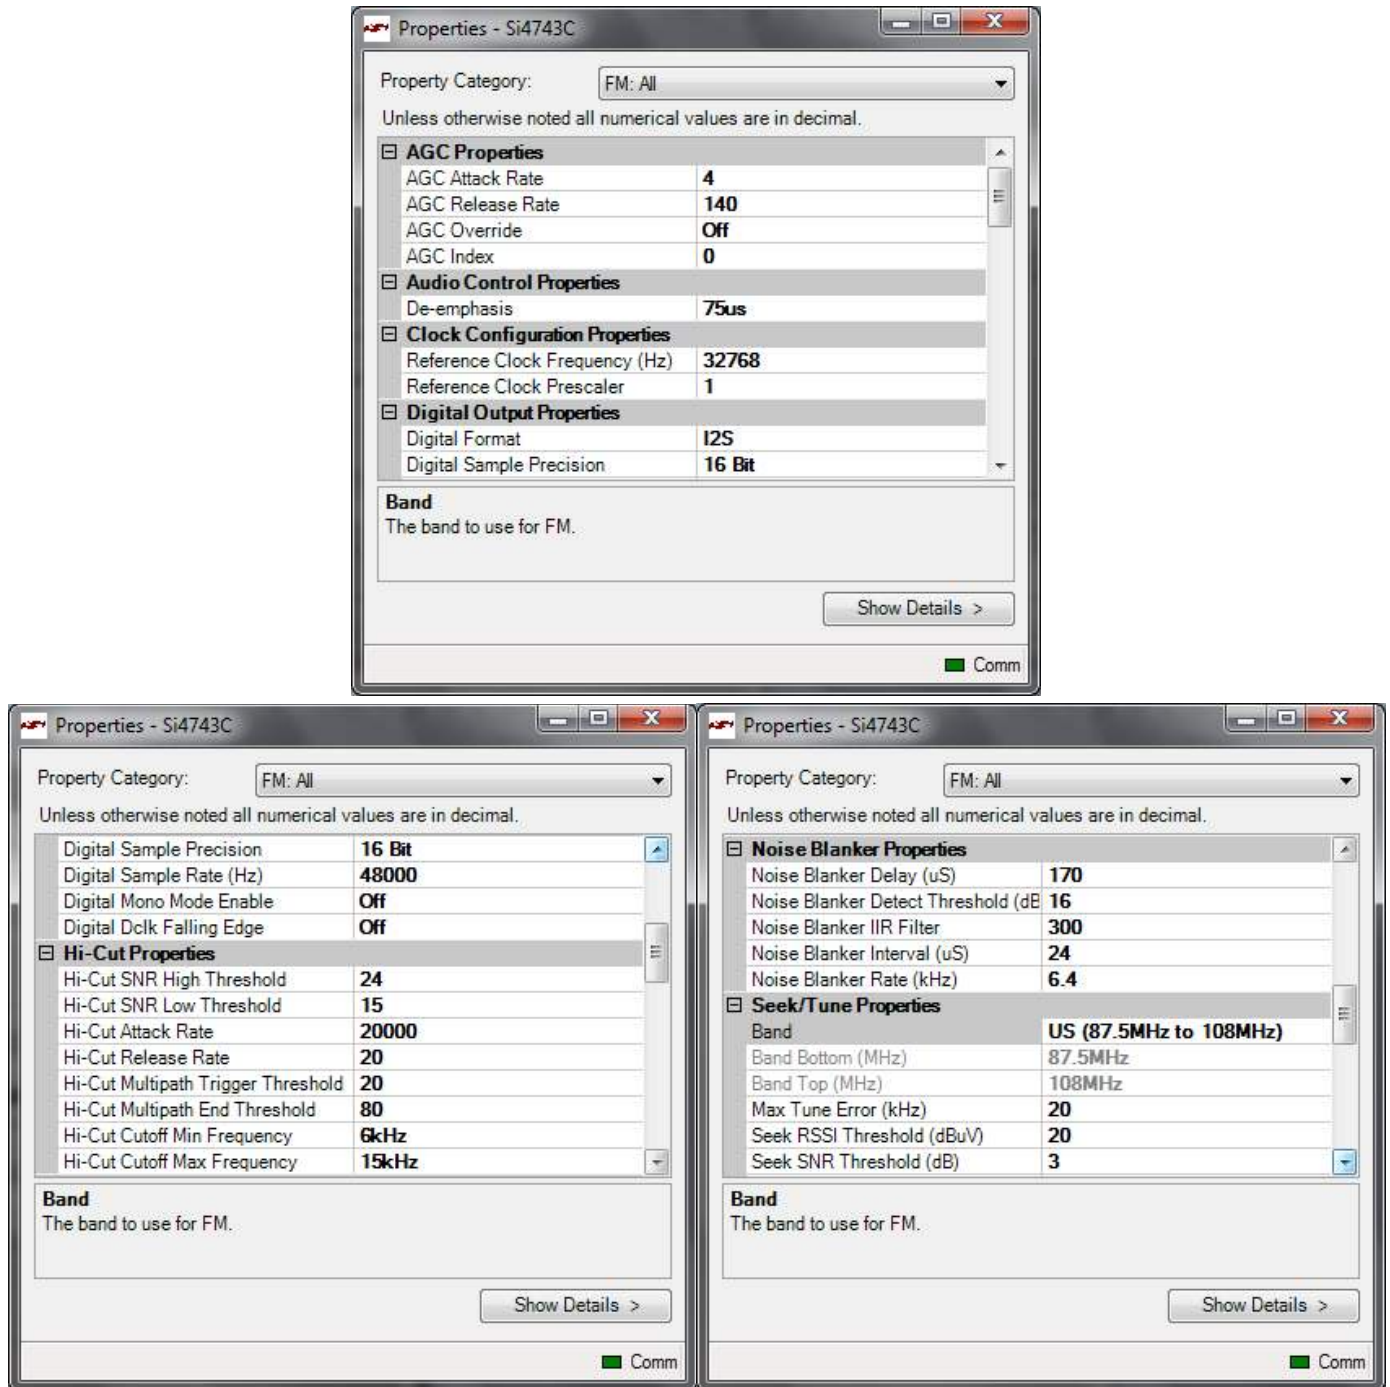 Properties - Si4743C
Property Category: FM: All
Unless otherwise noted all numerical values are in decimal.
AGC Properties
AGC Attack Rate 4
AGC Release Rate 140
AGC Override Off
AGC Index 0
Audio Control Properties
De-emphasis 75us
Clock Configuration Properties
Reference Clock Frequency (Hz) 32768
Reference Clock Prescaler 1
Digital Output Properties
Digital Format I2S
Digital Sample Precision 16 Bit
Band
The band to use for FM.
Show Details >
Comm
Properties - Si4743C
Property Category: FM: All
Unless otherwise noted all numerical values are in decimal.
Digital Sample Precision 16 Bit
Digital Sample Rate (Hz) 48000
Digital Mono Mode Enable Off
Digital Dclk Falling Edge Off
Hi-Cut Properties
Hi-Cut SNR High Threshold 24
Hi-Cut SNR Low Threshold 15
Hi-Cut Attack Rate 20000
Hi-Cut Release Rate 20
Hi-Cut Multipath Trigger Threshold 20
Hi-Cut Multipath End Threshold 80
Hi-Cut Cutoff Min Frequency 6kHz
Hi-Cut Cutoff Max Frequency 15kHz
Band
The band to use for FM.
Show Details >
Comm
Properties - Si4743C
Property Category: FM: All
Unless otherwise noted all numerical values are in decimal.
Noise Blanker Properties
Noise Blanker Delay (uS) 170
Noise Blanker Detect Threshold (dB 16
Noise Blanker IIR Filter 300
Noise Blanker Interval (uS) 24
Noise Blanker Rate (kHz) 6.4
Seek/Tune Properties
Band US (87.5MHz to 108MHz)
Band Bottom (MHz) 87.5MHz
Band Top (MHz) 108MHz
Max Tune Error (kHz) 20
Seek RSSI Threshold (dBuV) 20
Seek SNR Threshold (dB) 3
Band
The band to use for FM.
Show Details >
Comm